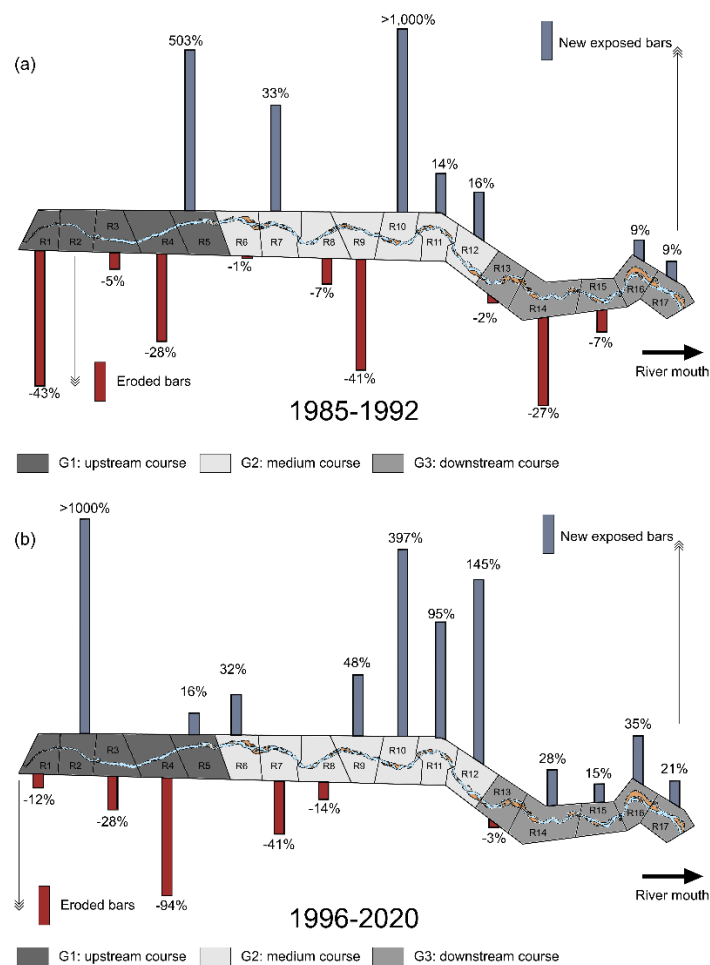 (a)
503%
33%
>1,000%
New exposed bars
14%
16%
9%
9%
R1 R2 R3 R4 R5 R6 R7 R8 R9 R10 R11 R12 R13 R14 R15 R16 R17
-43%
-5%
-28%
-1%
-7%
-41%
-2%
-27%
-7%
Eroded bars
River mouth
1985-1992
G1: upstream course G2: medium course G3: downstream course
(b)
>1000%
16%
32%
48%
397%
95%
145%
New exposed bars
28%
15%
35%
21%
R1 R2 R3 R4 R5 R6 R7 R8 R9 R10 R11 R12 R13 R14 R15 R16 R17
-12%
-28%
-94%
-41%
-14%
-3%
Eroded bars
River mouth
1996-2020
G1: upstream course G2: medium course G3: downstream course